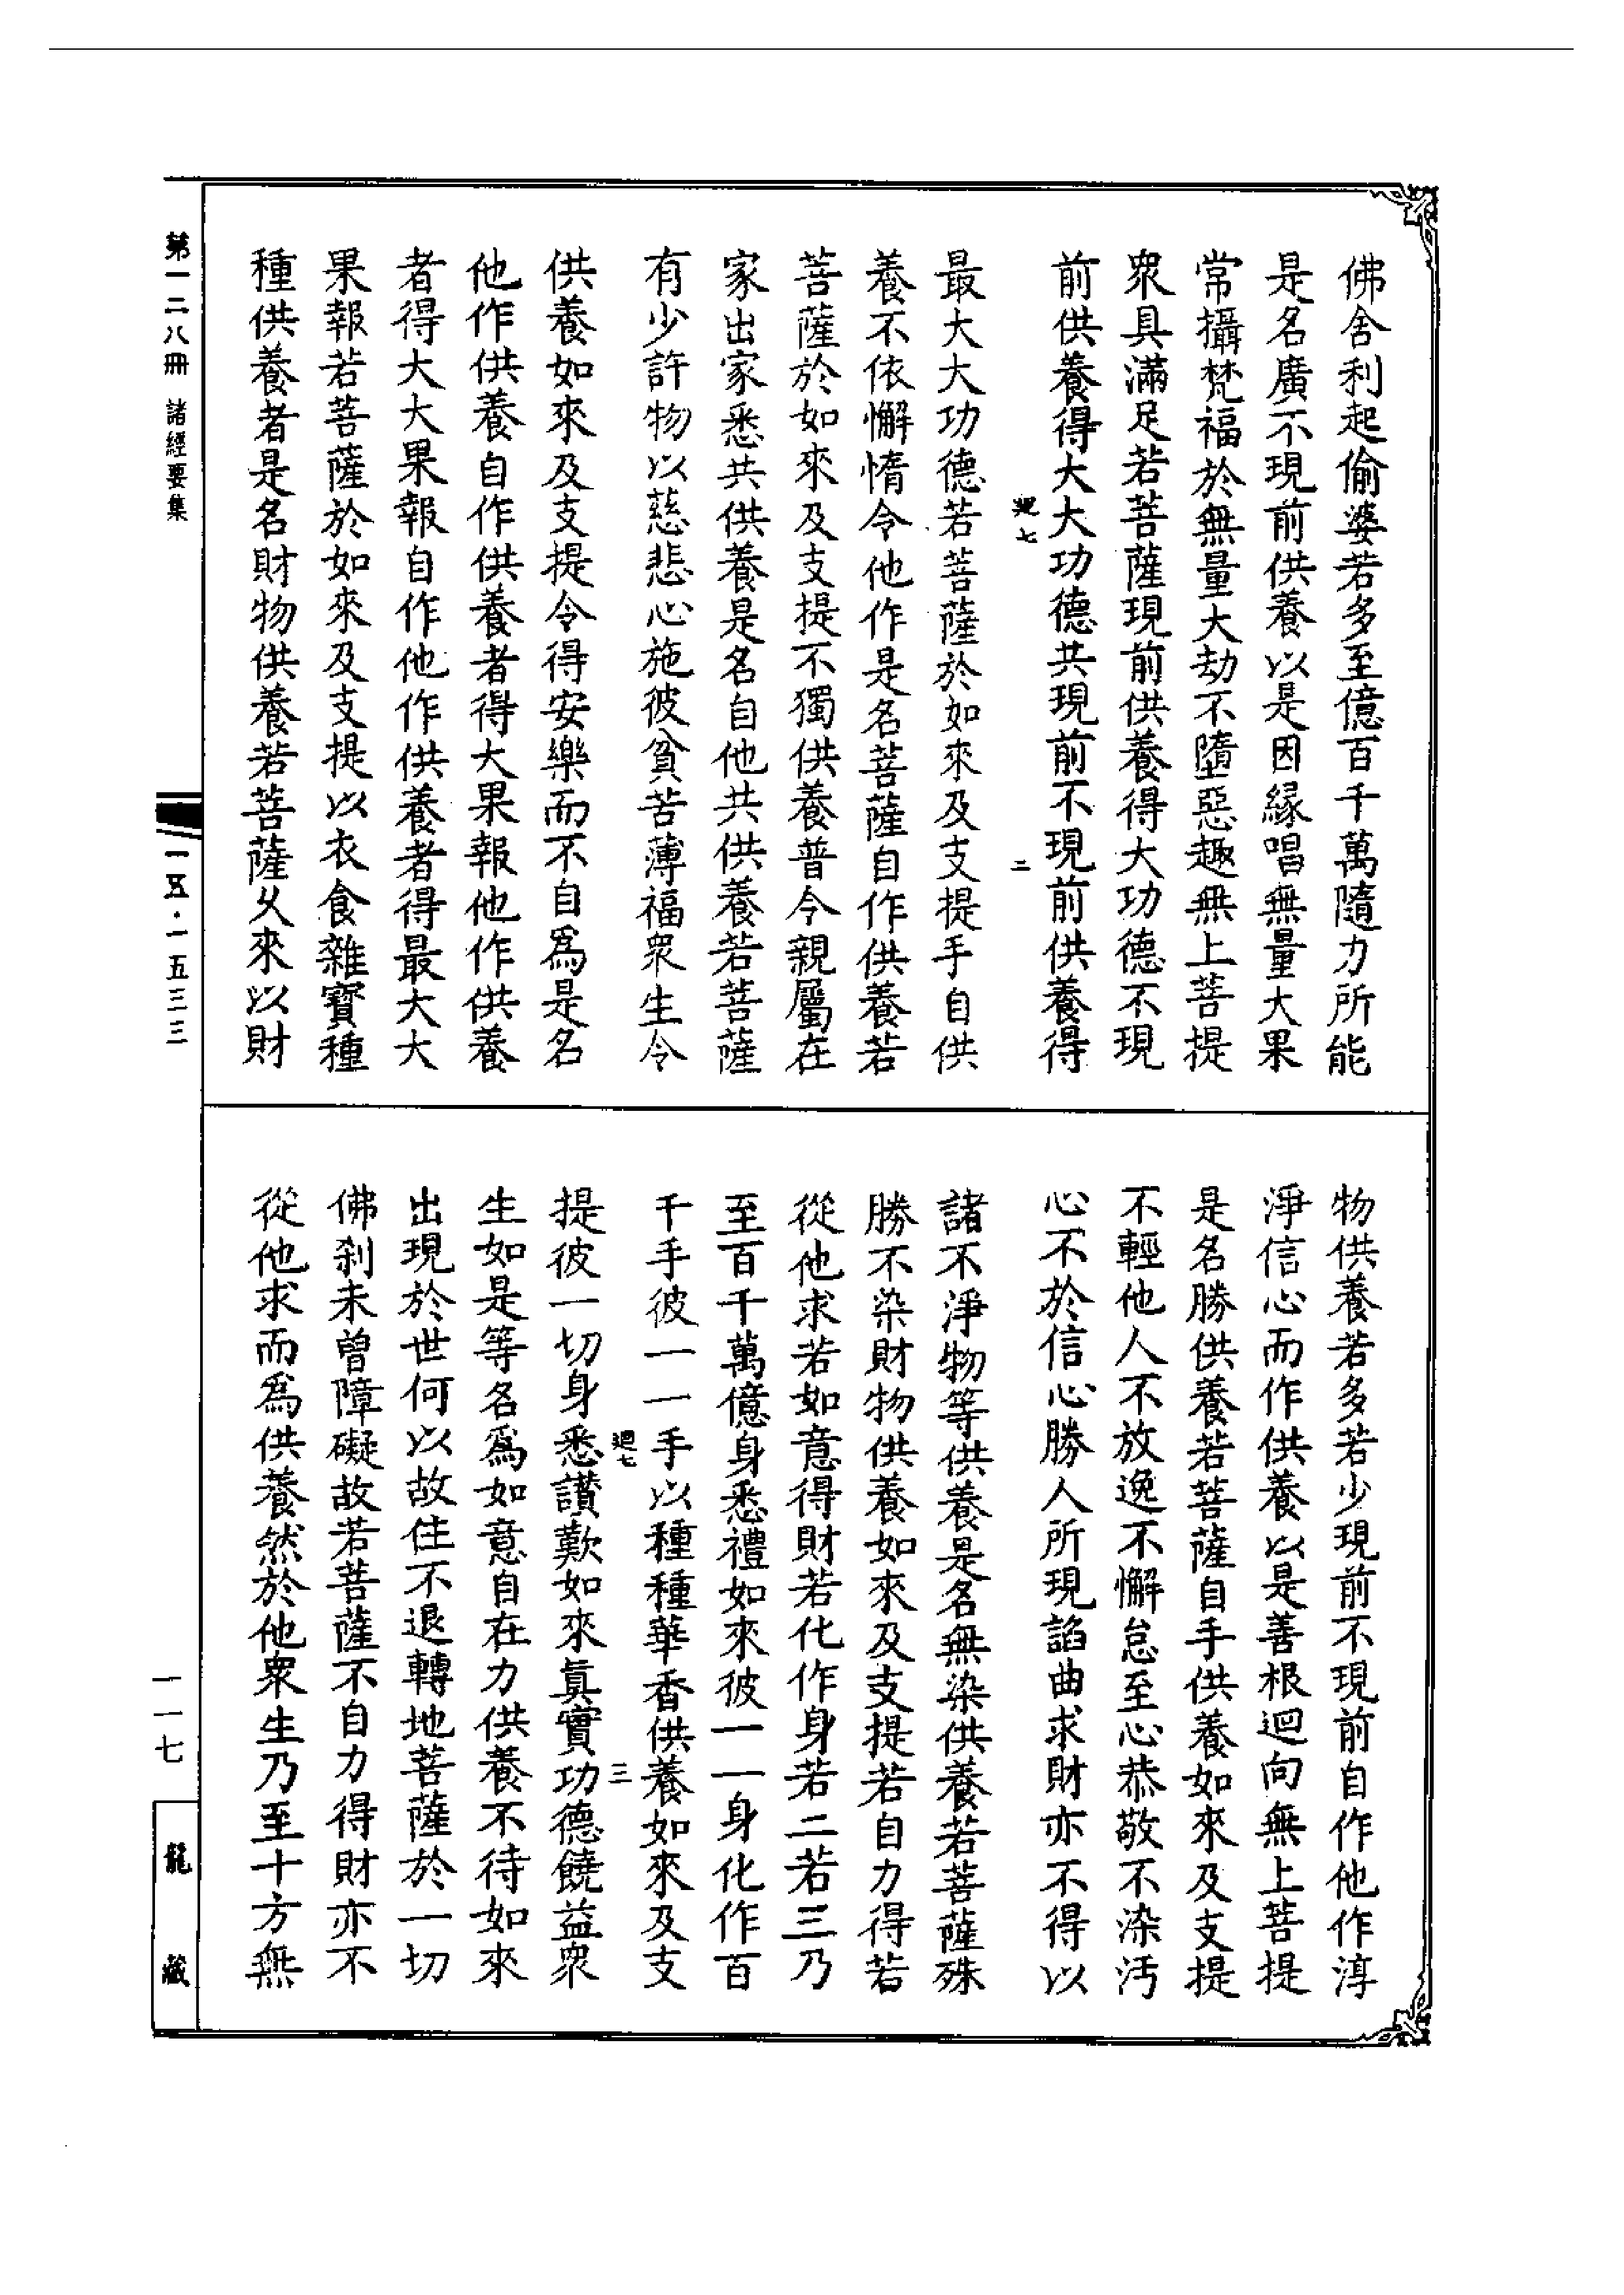 佛舍利起偷婆若多至億百千萬隨力所能
是名廣不現前供養以是因緣唱無量大果
常攝梵福於無量大劫不墮惡趣無上菩提
衆具滿足若菩薩現前供養得大功德不現
前供養得大大功德共現前不現前供養得
迴七 二
最大大功德若菩薩於如來及支提手自供
養不依懈惰令他作是名菩薩自作供養若
菩薩於如來及支提不獨供養普令親屬在
家出家悉共供養是名自他共供養若菩薩
有少許物以慈悲心施彼貧苦薄福衆生令
供養如來及支提令得安樂而不自爲是名
他作供養自作供養者得大果報他作供養
者得大大果報自作他作供養者得最大大
果報若菩薩於如來及支提以衣食雜寶種
種供養者是名財物供養若菩薩久來以財
物供養若多若少現前不現前自作他作淳
淨信心而作供養以是善根迴向無上菩提
是名勝供養若菩薩自手供養如來及支提
不輕他人不放逸不懈怠至心恭敬不染汚
心不於信心勝人所現諂曲求財亦不得以
諸不淨物等供養是名無染供養若菩薩殊
勝不染財物供養如來及支提若自力得若
從他求若如意得財若化作身若二若三乃
至百千萬億身悉禮如來彼一一身化作百
千手彼一一手以種種華香供養如來及支
迴七 三
提彼一切身悉讃歎如來眞實功德饒益衆
生如是等名爲如意自在力供養不待如來
出現於世何以故住不退轉地菩薩於一切
佛刹未曾障礙故若菩薩不自力得財亦不
從他求而爲供養然於他衆生乃至十方無
第一二八冊 諸經要集
一五·一五三三
一一七
龍藏